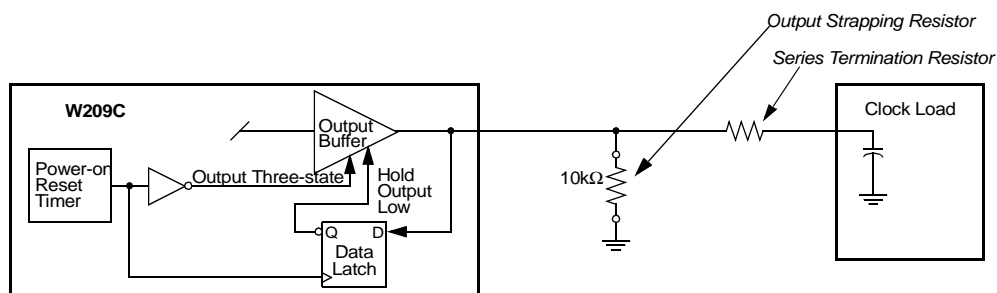 Output Strapping Resistor
Series Termination Resistor
W209C
Clock Load
Output
Buffer
Power-on
Reset
Timer
Output Three-state
Hold
Output
Low
10kΩ
Q
D
Data
Latch